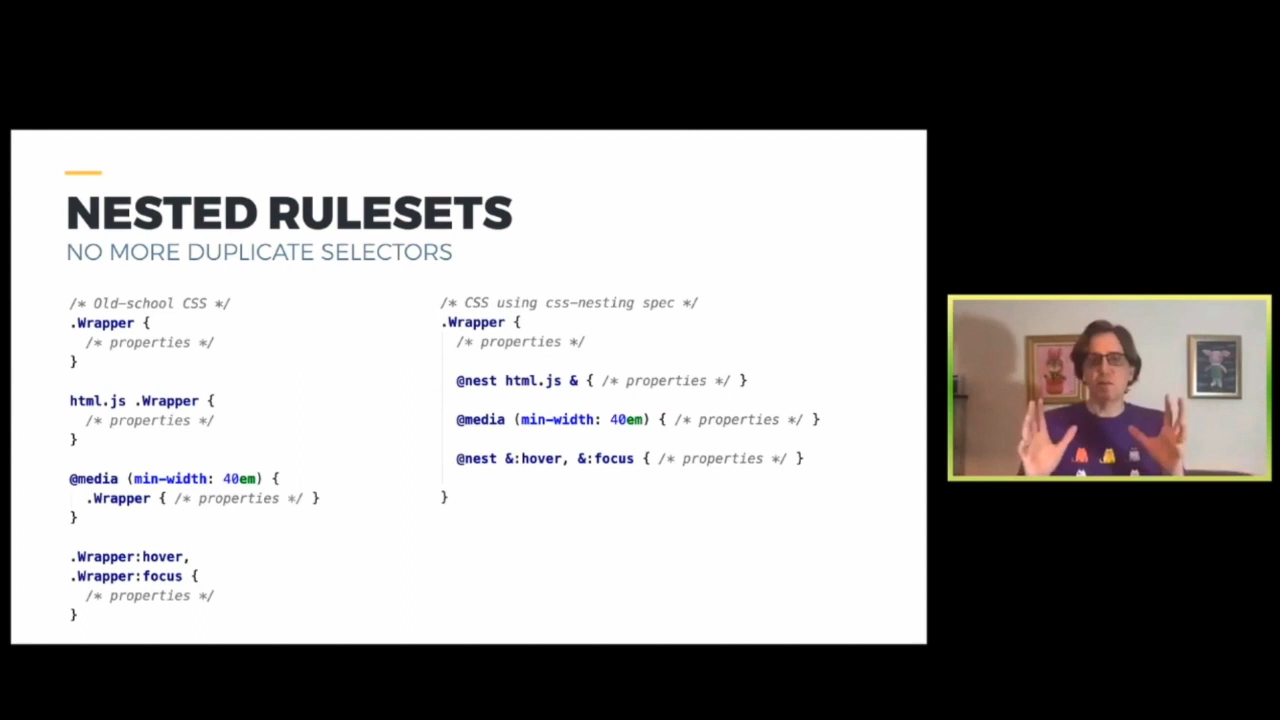 NESTED RULESETS
NO MORE DUPLICATE SELECTORS
/* Old-school CSS */
.Wrapper {
/* properties */
}
html.js .Wrapper {
/* properties */
}
@media (min-width: 40em) {
.Wrapper { /* properties */ }
}
.Wrapper:hover,
.Wrapper:focus {
/* properties */
}
/* CSS using css-nesting spec */
.Wrapper {
/* properties */
@nest html.js & { /* properties */ }
@media (min-width: 40em) { /* properties */ }
@nest &:hover, &:focus { /* properties */ }
}